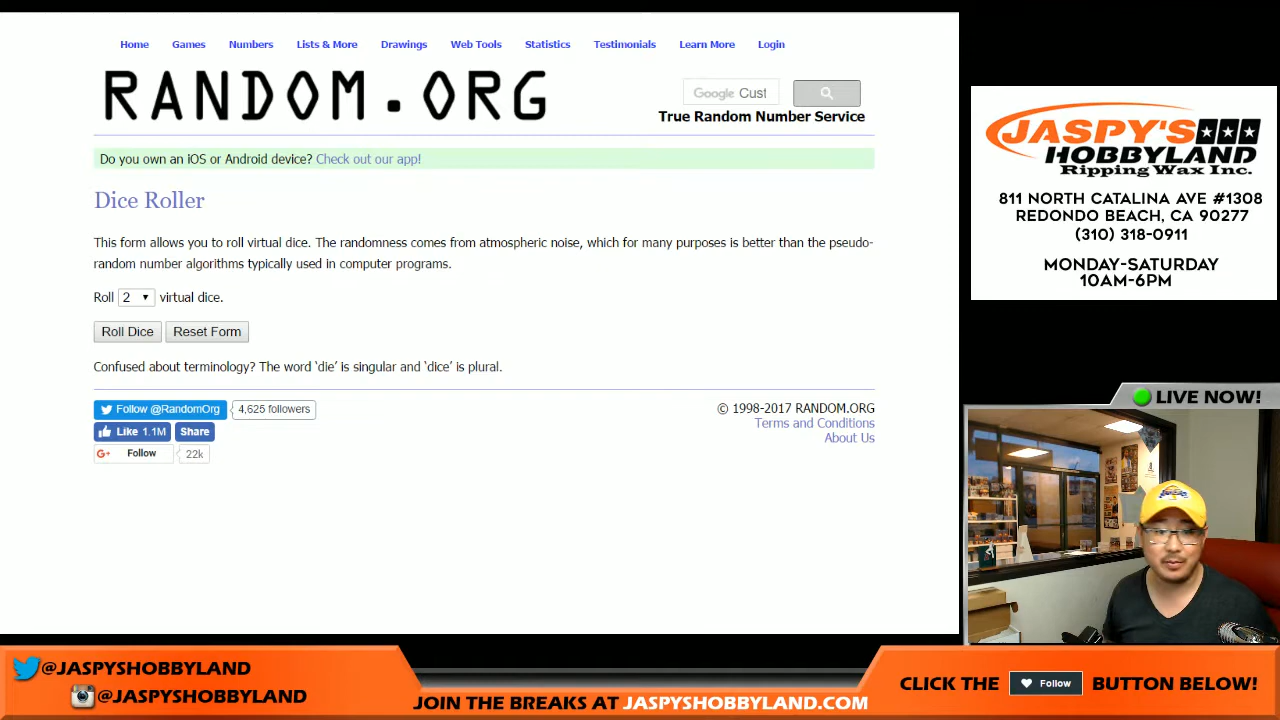 Home Games Numbers Lists & More Drawings Web Tools Statistics Testimonials Learn More Login
RANDOM.ORG
Google Cust
True Random Number Service
Do you own an iOS or Android device? Check out our app!
Dice Roller
This form allows you to roll virtual dice. The randomness comes from atmospheric noise, which for many purposes is better than the pseudo-
random number algorithms typically used in computer programs.
Roll 2 virtual dice.
Roll Dice Reset Form
Confused about terminology? The word ‘die’ is singular and ‘dice’ is plural.
Follow @RandomOrg 4,625 followers
Like 1.1M Share
G+ Follow 22k
© 1998-2017 RANDOM.ORG
Terms and Conditions
About Us
JASPY'S
HOBBYLAND
Ripping Wax Inc.
811 NORTH CATALINA AVE #1308
REDONDO BEACH, CA 90277
(310) 318-0911
MONDAY-SATURDAY
10AM-6PM
LIVE NOW!
@JASPYSHOBBYLAND
@JASPYSHOBBYLAND
JOIN THE BREAKS AT JASPYSHOBBYLAND.COM
CLICK THE Follow BUTTON BELOW!